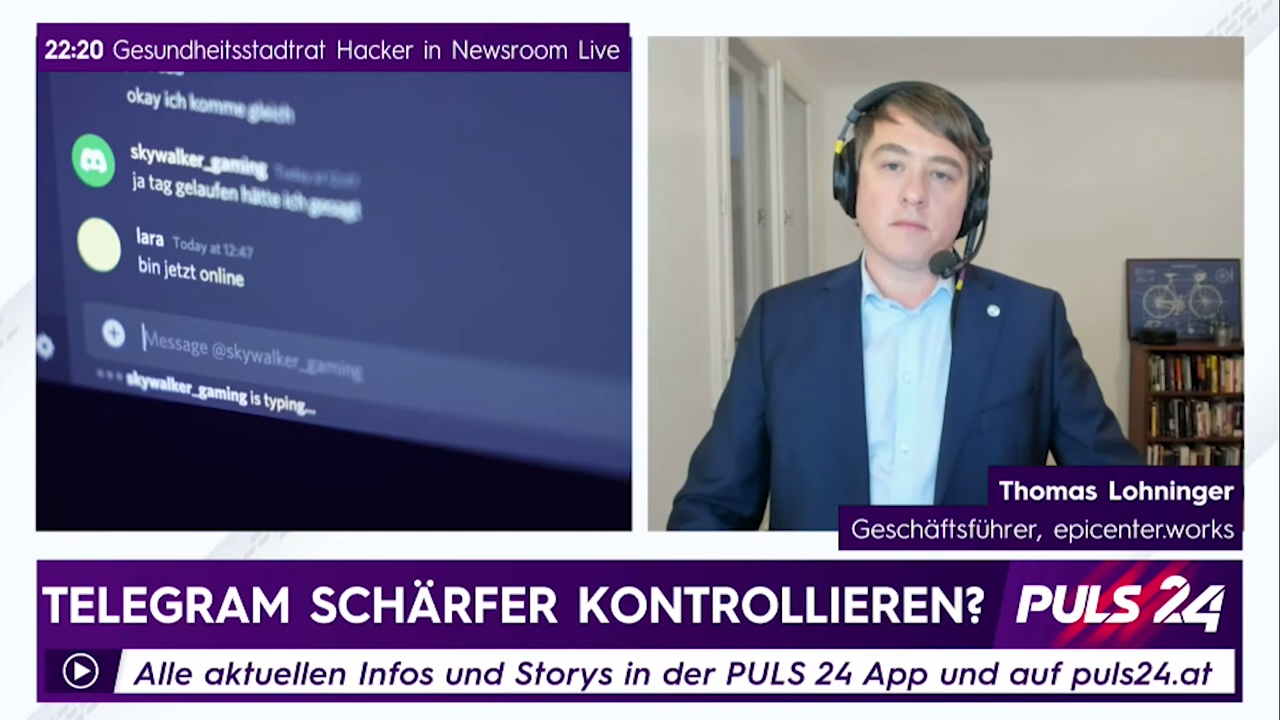 22:20 Gesundheitsstadtrat Hacker in Newsroom Live
okay ich komme gleich
skywalker_gaming
ja tag gelaufen hätte ich gesagt
lara Today at 12:47
bin jetzt online
Message @skywalker_gaming
skywalker_gaming is typing...
Thomas Lohninger
Geschäftsführer, epicenter.works
TELEGRAM SCHÄRFER KONTROLLIEREN?
PULS 24
Alle aktuellen Infos und Storys in der PULS 24 App und auf puls24.at